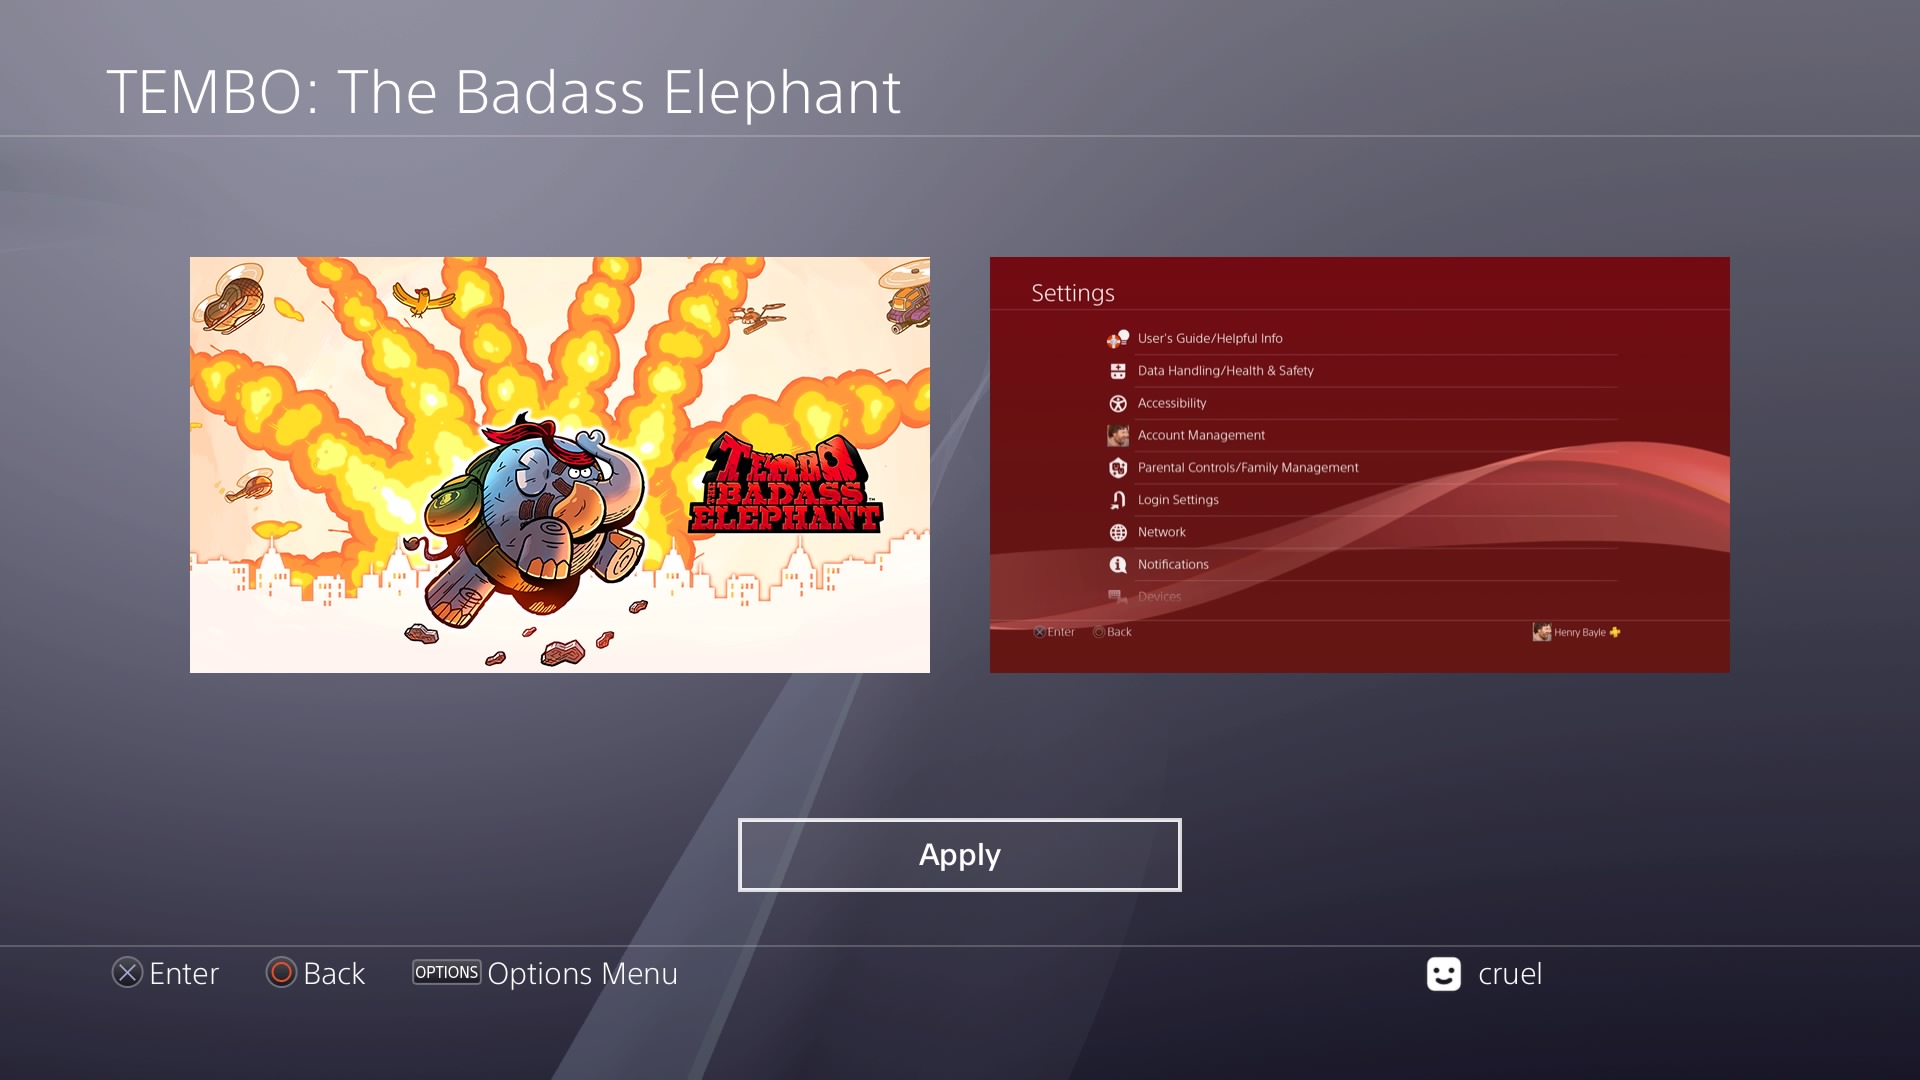 TEMBO: The Badass Elephant
TEMBO
THE BADASS
ELEPHANT™
Settings
User's Guide/Helpful Info
Data Handling/Health & Safety
Accessibility
Account Management
Parental Controls/Family Management
Login Settings
Network
Notifications
Devices
Enter Back
Henry Bayle
Apply
Enter Back OPTIONS Options Menu
cruel